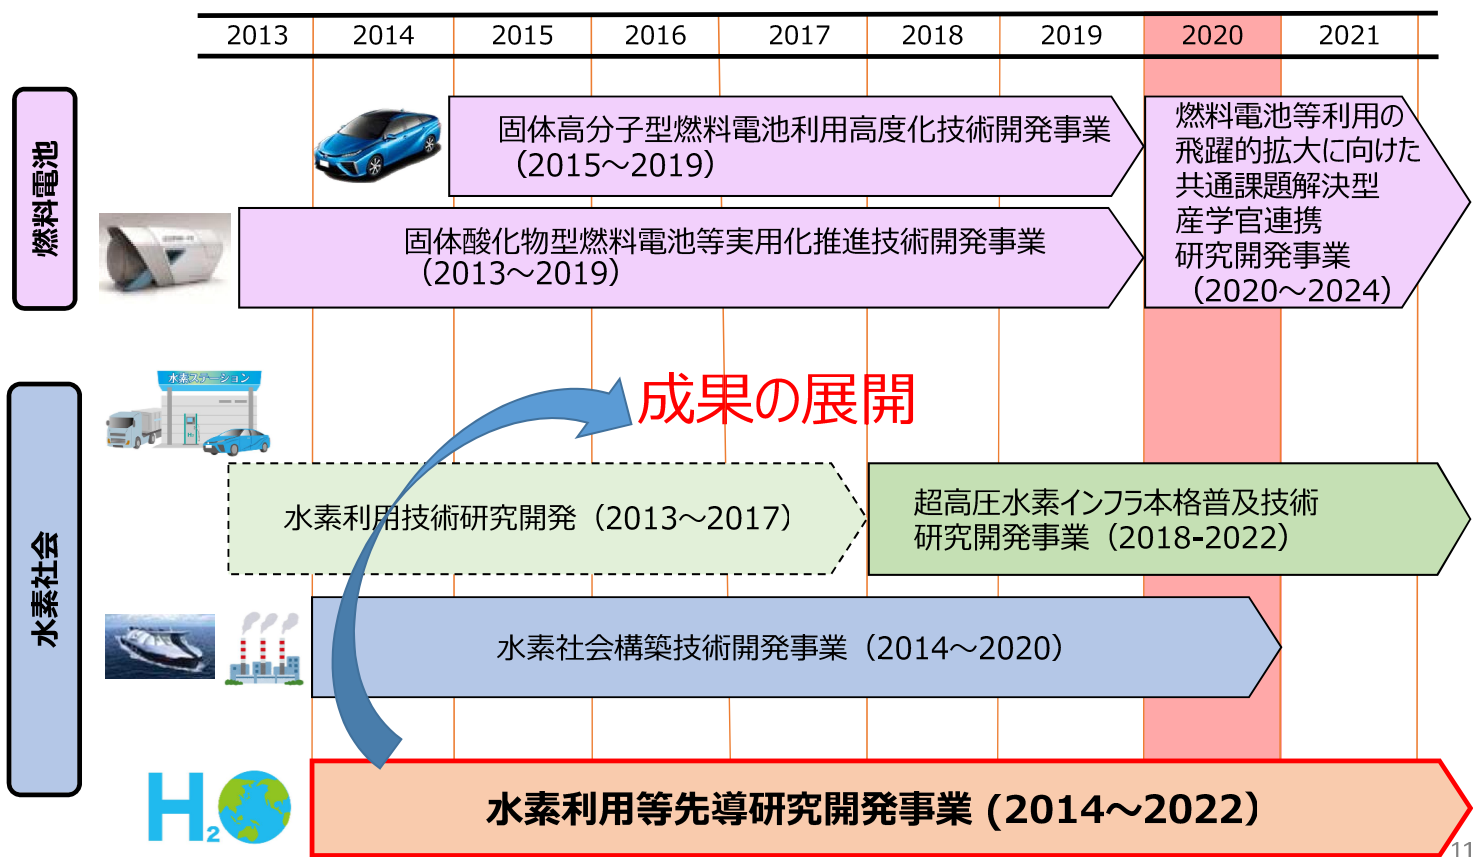 2013 2014 2015 2016 2017 2018 2019 2020 2021
燃料電池
固体高分子型燃料電池利用高度化技術開発事業
（2015～2019）
固体酸化物型燃料電池等実用化推進技術開発事業
（2013～2019）
燃料電池等利用の
飛躍的拡大に向けた
共通課題解決型
産学官連携
研究開発事業
（2020～2024）
水素社会
水素ステーション
成果の展開
水素利用技術研究開発（2013～2017）
超高圧水素インフラ本格普及技術
研究開発事業（2018-2022）
水素社会構築技術開発事業（2014～2020）
H2O
水素利用等先導研究開発事業 (2014～2022）
11